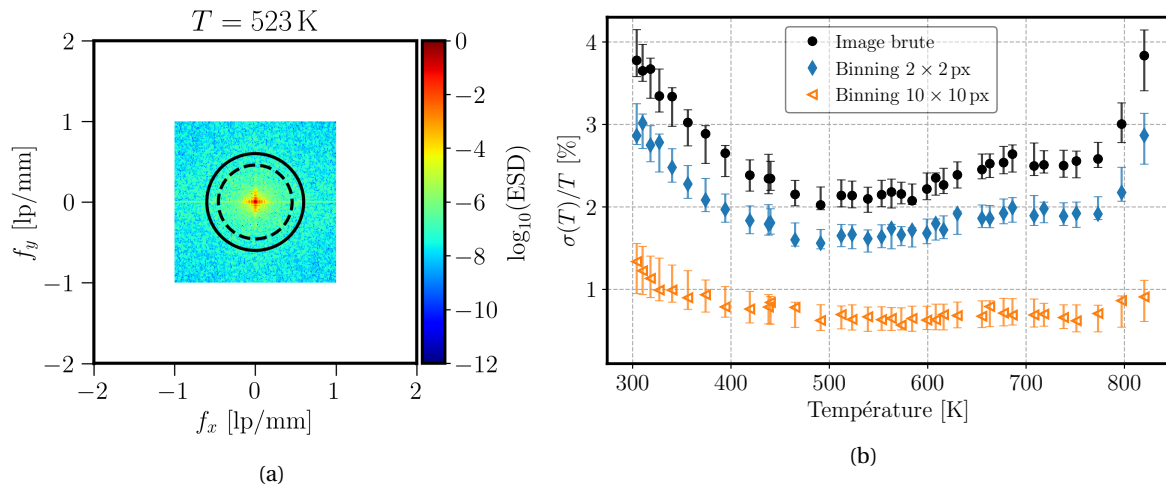 T = 523 K
2
1
0
−1
−2
f_y [lp/mm]
−2 −1 0 1 2
f_x [lp/mm]
0
−2
−4
−6
−8
−10
−12
log₁₀(ESD)
(a)
4
3
2
1
σ(T)/T [%]
Image brute
Binning 2 × 2 px
Binning 10 × 10 px
300 400 500 600 700 800
Température [K]
(b)